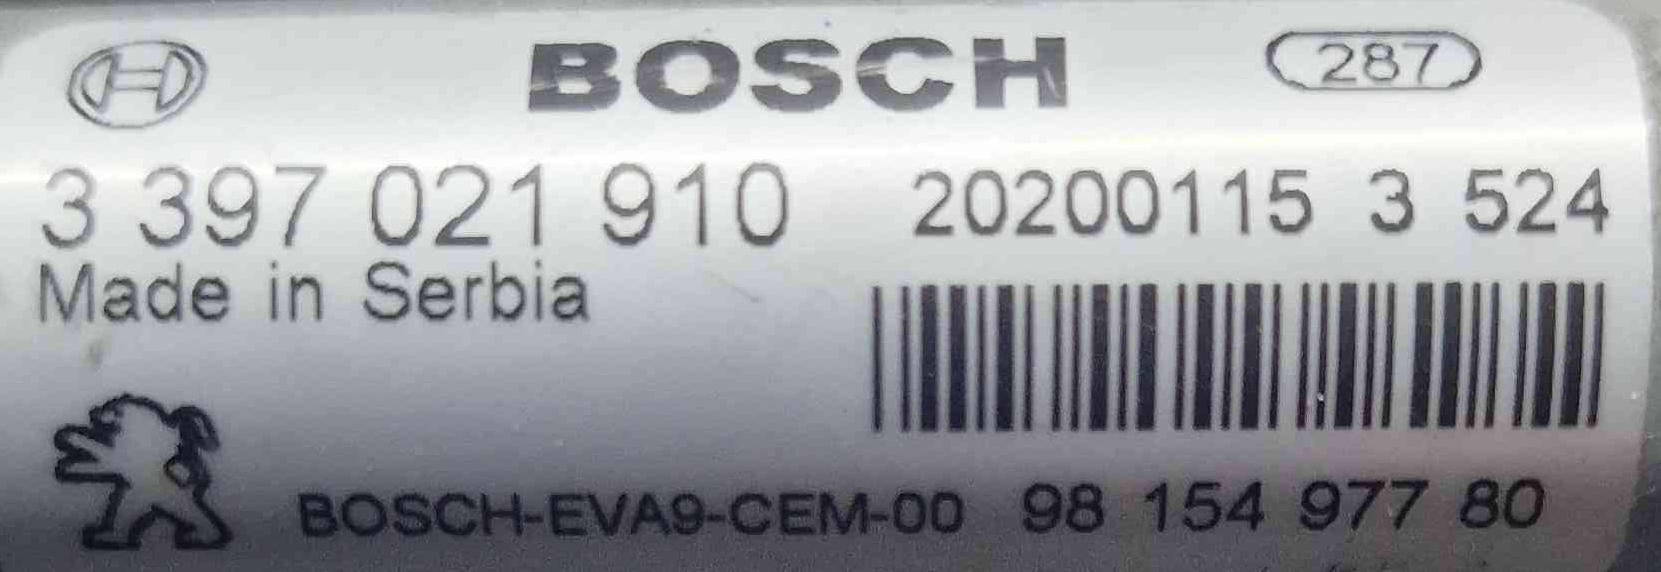 BOSCH 287
3 397 021 910 20200115 3 524
Made in Serbia
BOSCH-EVA9-CEM-00 98 154 977 80